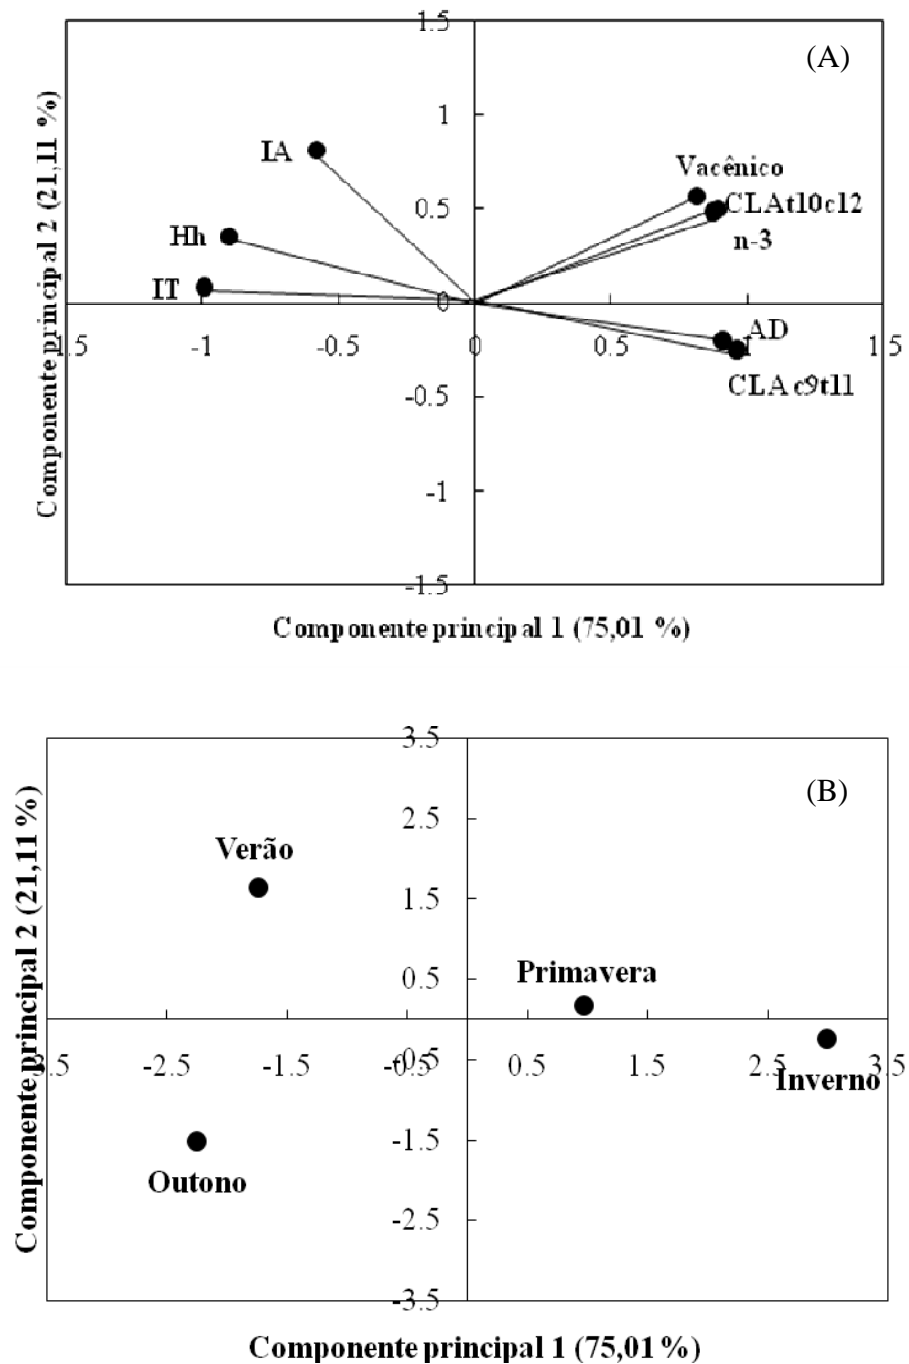 1.5
(A)
1
IA
Vacênico
0.5
CLAt10c12
Hh
n-3
IT
0
AD
-1 -0.5 0 0.5 1.5
CLA c9t11
-0.5
-1
-1.5
Componente principal 2 (21,11 %)
Componente principal 1 (75,01 %)
3.5
(B)
2.5
Verão
1.5
Primavera
0.5
-2.5 -1.5 -0.5 0.5 1.5 2.5 3.5
-0.5
Inverno
-1.5
Outono
-2.5
-3.5
Componente principal 2 (21,11 %)
Componente principal 1 (75,01 %)